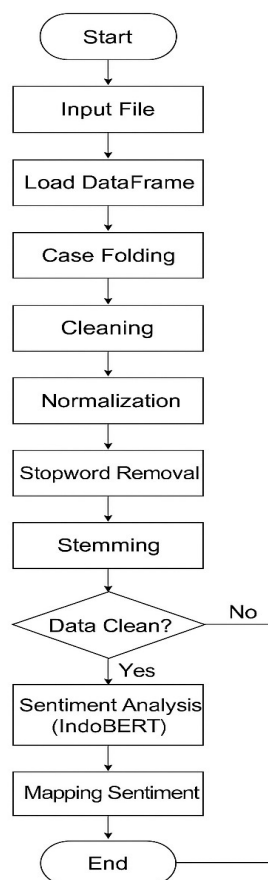 Start
Input File
Load DataFrame
Case Folding
Cleaning
Normalization
Stopword Removal
Stemming
Data Clean?
No
Yes
Sentiment Analysis
(IndoBERT)
Mapping Sentiment
End